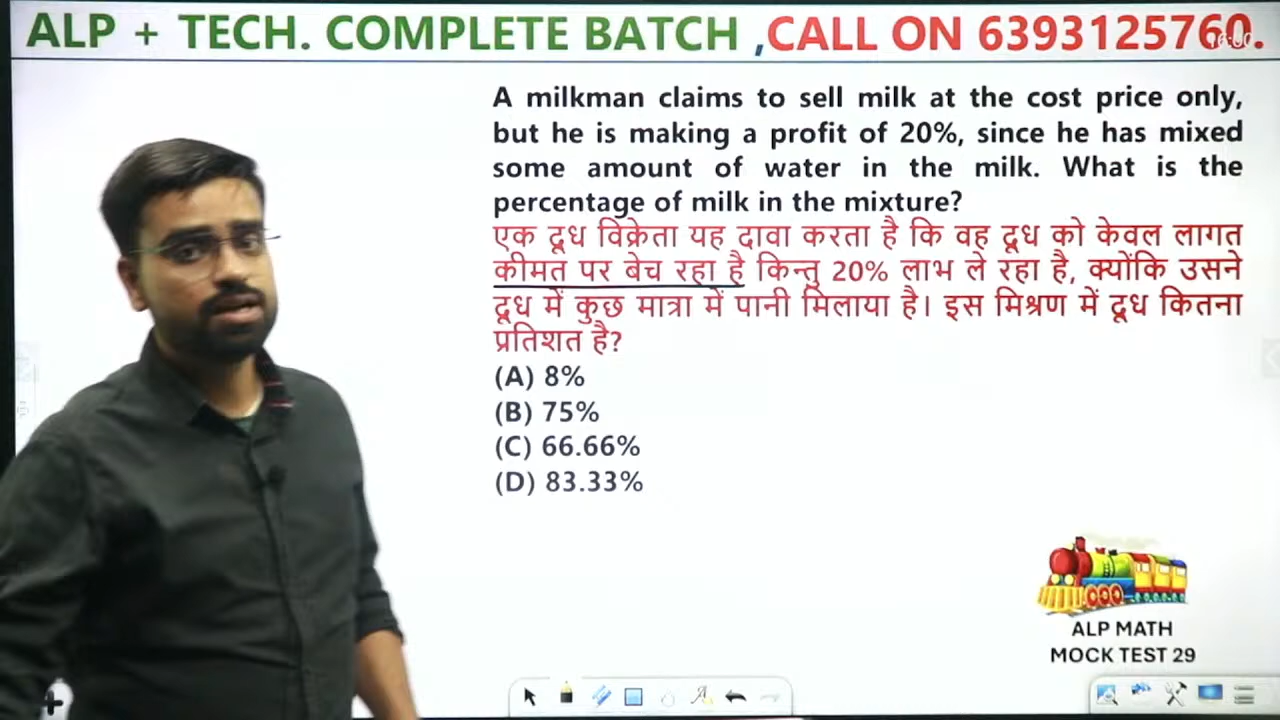 ALP + TECH. COMPLETE BATCH ,CALL ON 6393125760.
A milkman claims to sell milk at the cost price only,
but he is making a profit of 20%, since he has mixed
some amount of water in the milk. What is the
percentage of milk in the mixture?
एक दूध विक्रेता यह दावा करता है कि वह दूध को केवल लागत
कीमत पर बेच रहा है किन्तु 20% लाभ ले रहा है, क्योंकि उसने
दूध में कुछ मात्रा में पानी मिलाया है। इस मिश्रण में दूध कितना
प्रतिशत है?
(A) 8%
(B) 75%
(C) 66.66%
(D) 83.33%
ALP MATH
MOCK TEST 29